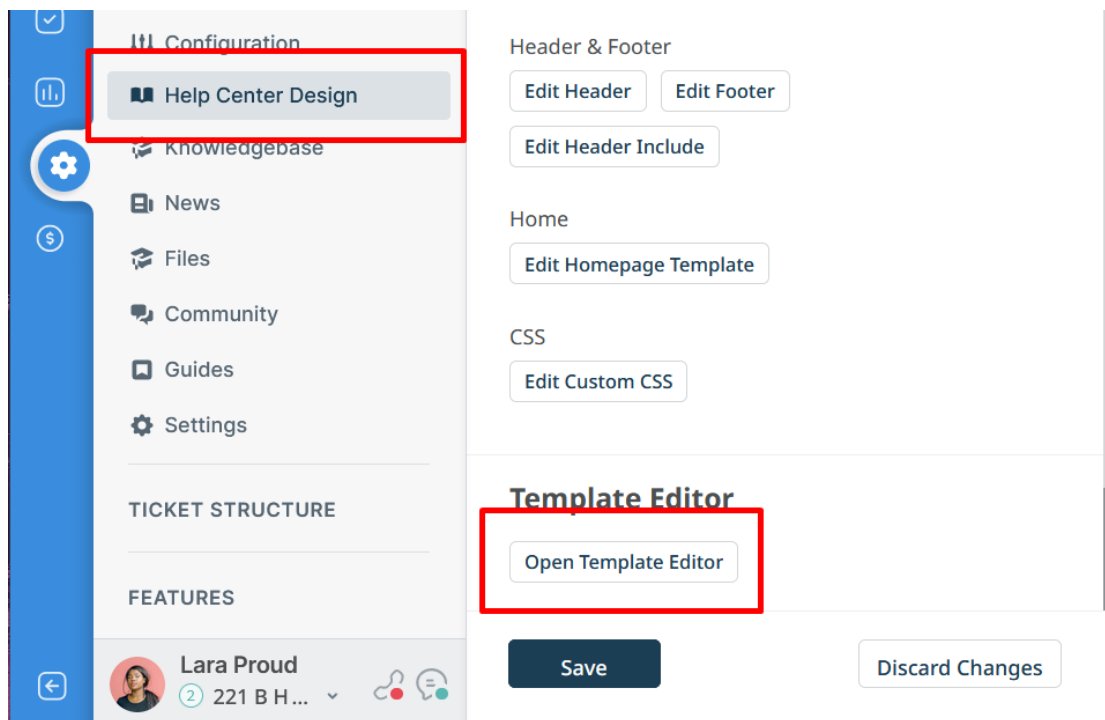 Configuration
Help Center Design
Knowledgebase
News
Files
Community
Guides
Settings
TICKET STRUCTURE
FEATURES
Lara Proud
2 221 B H ...
Header & Footer
Edit Header
Edit Footer
Edit Header Include
Home
Edit Homepage Template
CSS
Edit Custom CSS
Template Editor
Open Template Editor
Save
Discard Changes